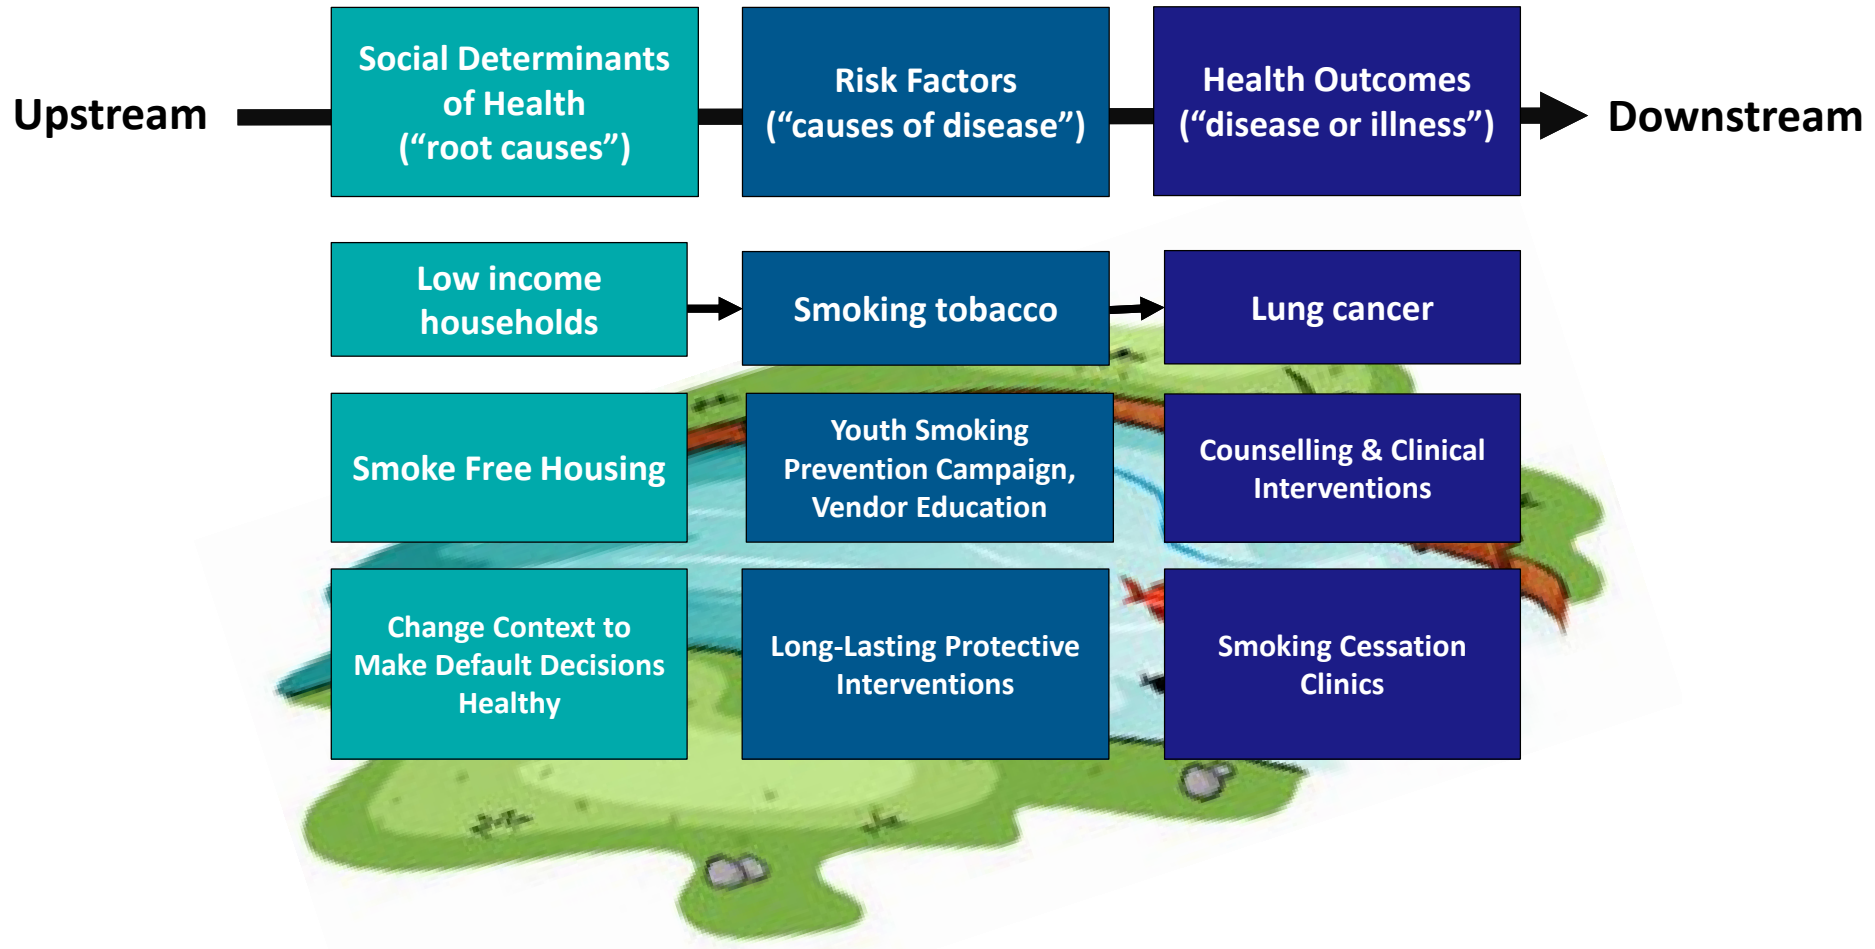 Upstream
Social Determinants
of Health
(“root causes”)
Risk Factors
(“causes of disease”)
Health Outcomes
(“disease or illness”)
Downstream
Low income
households
Smoking tobacco
Lung cancer
Smoke Free Housing
Youth Smoking
Prevention Campaign,
Vendor Education
Counselling & Clinical
Interventions
Change Context to
Make Default Decisions
Healthy
Long-Lasting Protective
Interventions
Smoking Cessation
Clinics